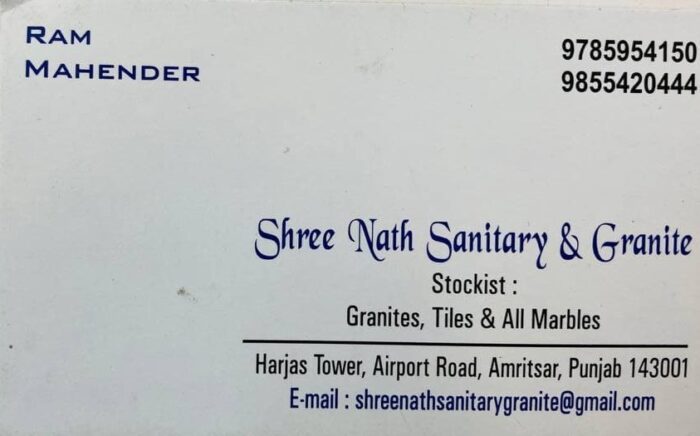 RAM
MAHENDER
9785954150
9855420444
Shree Nath Sanitary & Granite
Stockist :
Granites, Tiles & All Marbles
Harjas Tower, Airport Road, Amritsar, Punjab 143001
E-mail : shreenathsanitarygranite@gmail.com